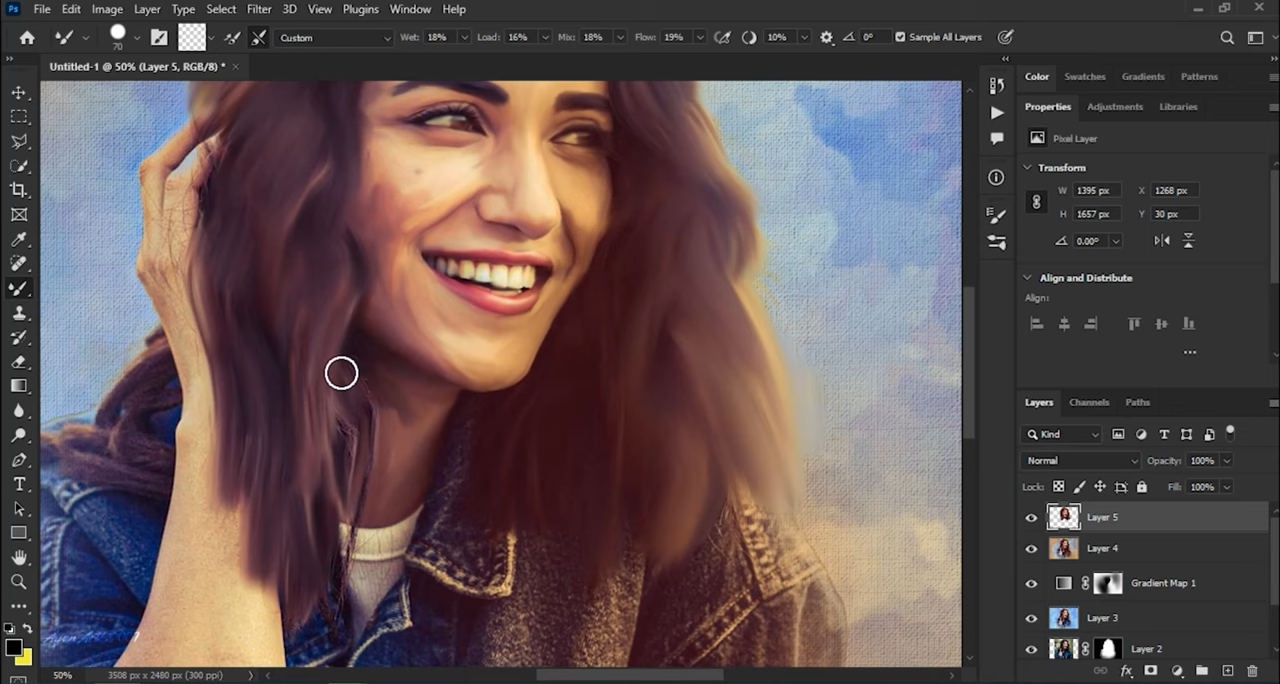 Ps File Edit Image Layer Type Select Filter 3D View Plugins Window Help
70 Custom Wet: 18% Load: 16% Mix: 18% Flow: 19% 10% 0° Sample All Layers
Untitled-1 @ 50% (Layer 5, RGB/8) * ×
Color Swatches Gradients Patterns
Properties Adjustments Libraries
Pixel Layer
Transform
W 1395 px X 1268 px
H 1657 px Y 30 px
0.00°
Align and Distribute
Align:
Layers Channels Paths
Kind
Normal Opacity: 100%
Lock: Fill: 100%
Layer 5
Layer 4
Gradient Map 1
Layer 3
Layer 2
50% 3508 px x 2480 px (300 ppi)